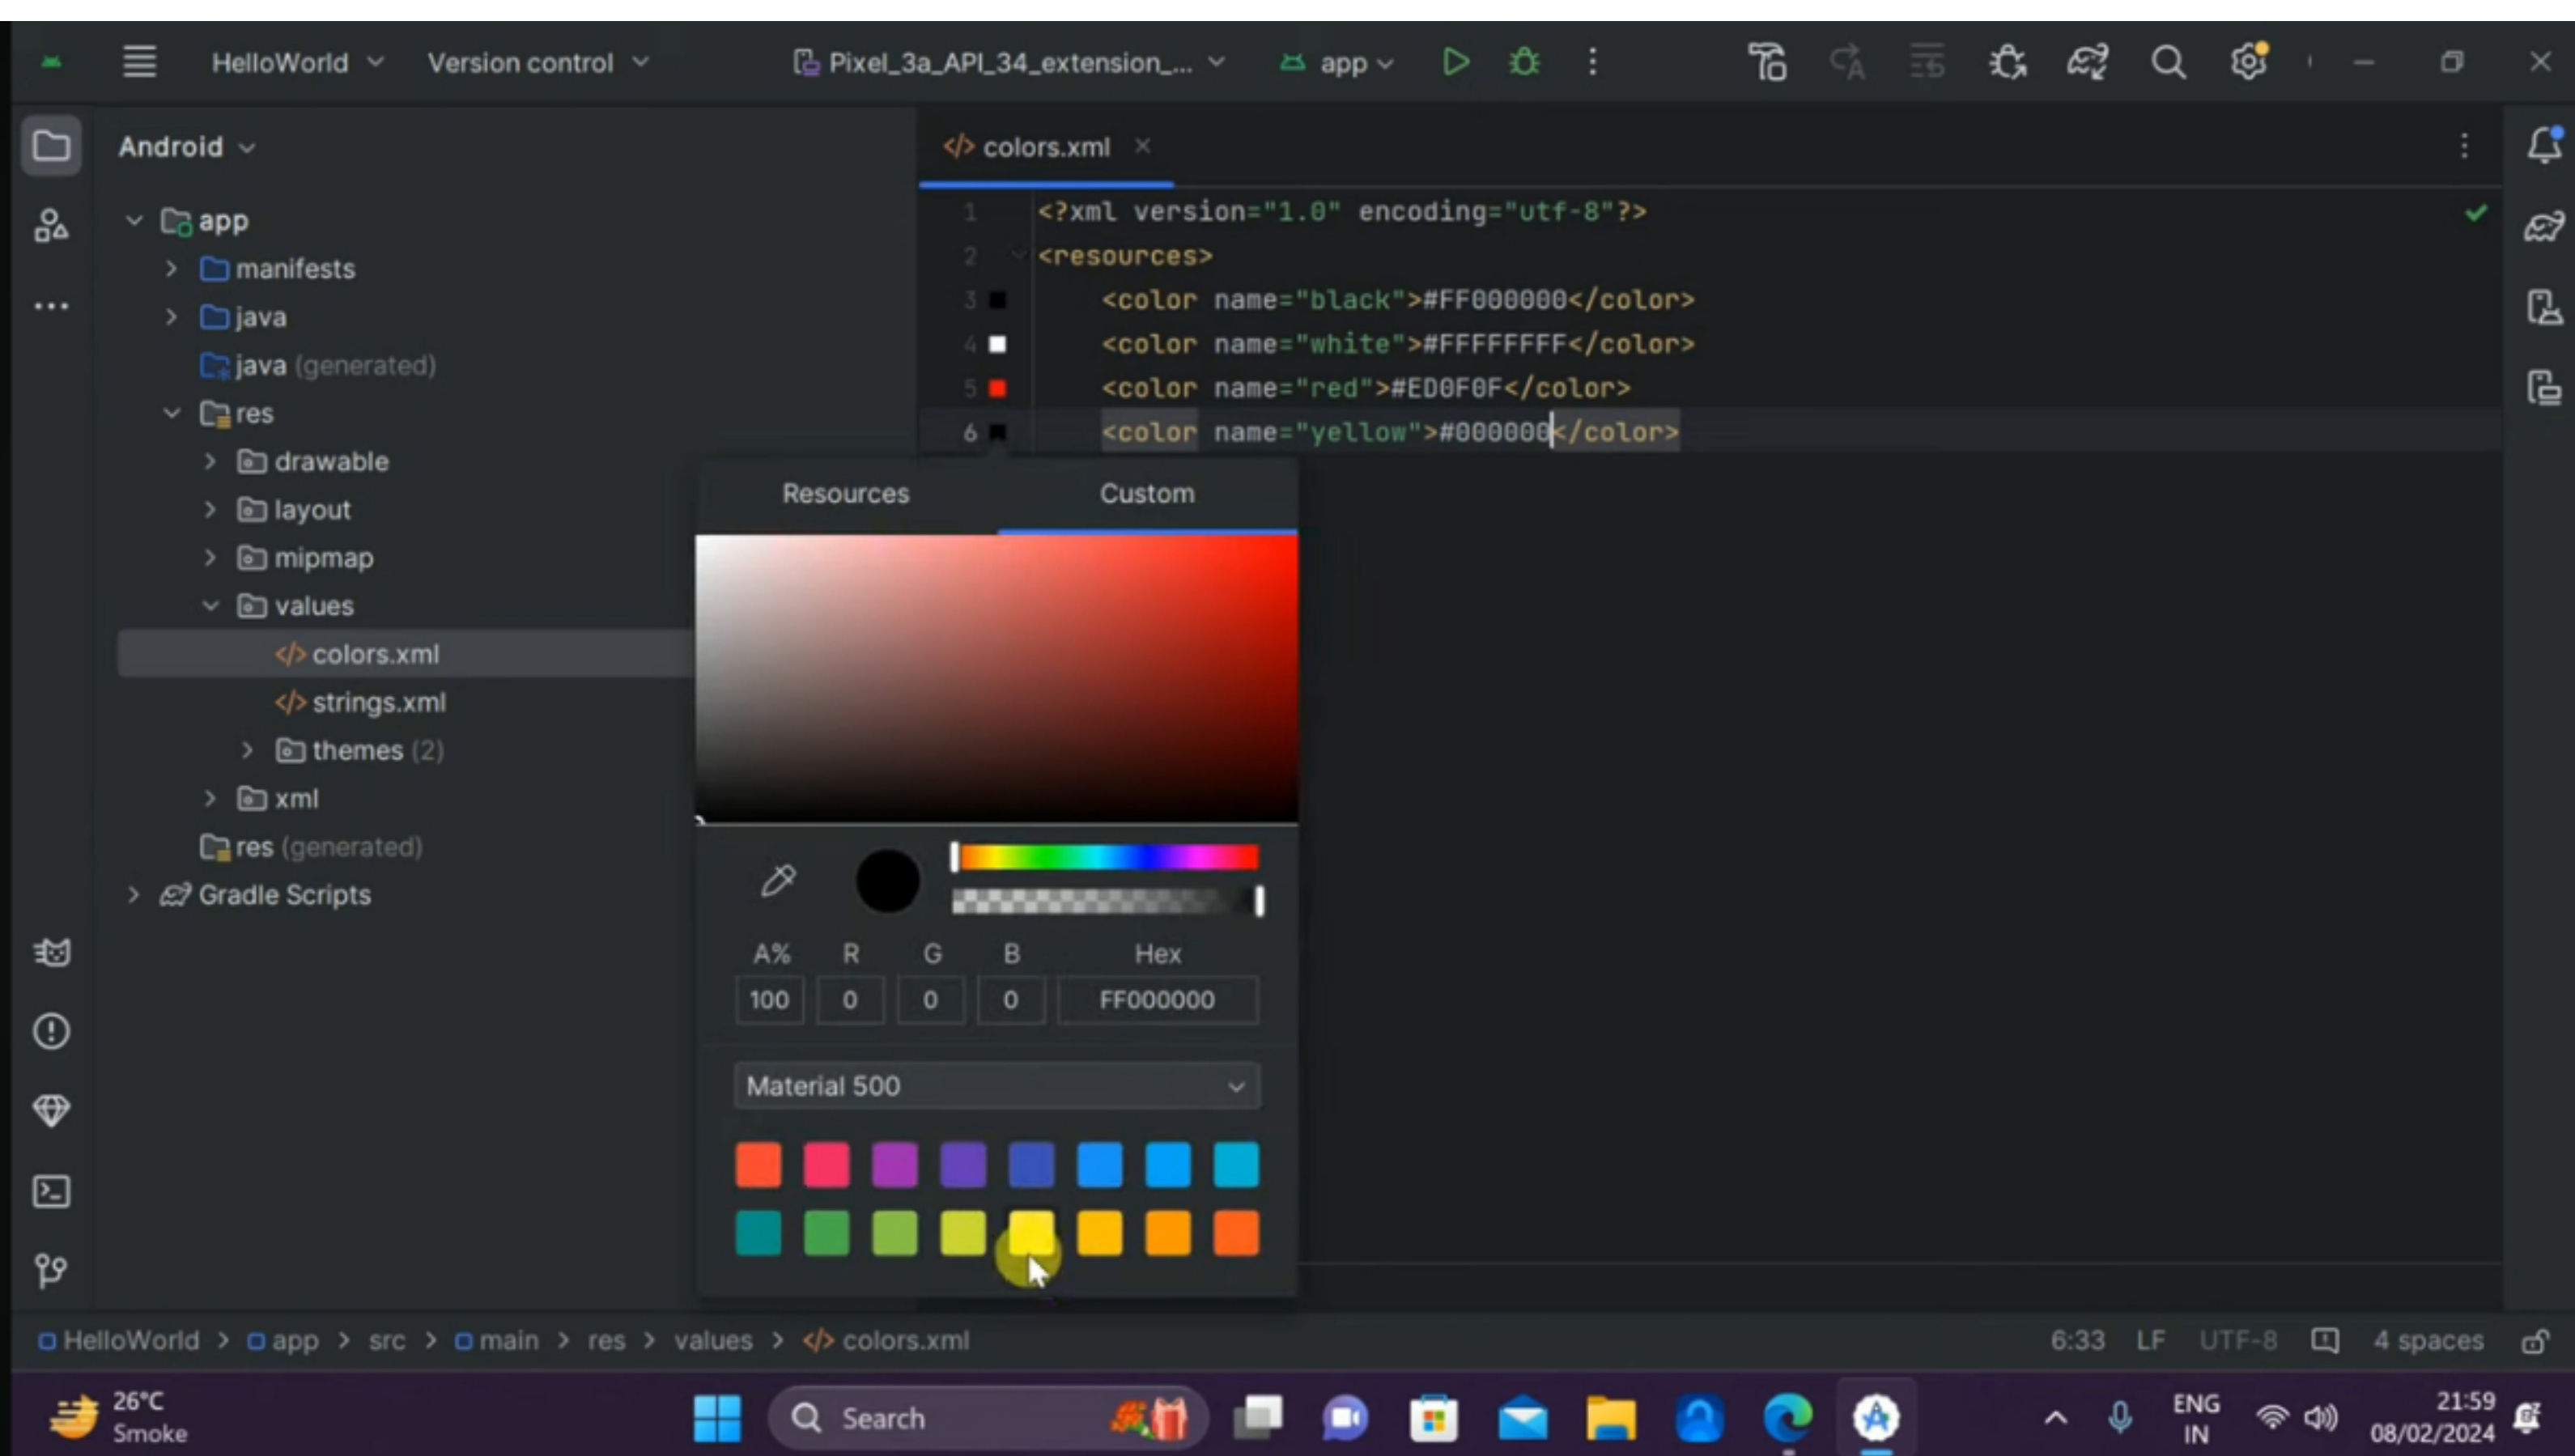 HelloWorld Version control Pixel_3a_API_34_extension_... app
Android
app
manifests
java
java (generated)
res
drawable
layout
mipmap
values
colors.xml
strings.xml
themes (2)
xml
res (generated)
Gradle Scripts
colors.xml
1 <?xml version="1.0" encoding="utf-8"?>
2 <resources>
3 <color name="black">#FF000000</color>
4 <color name="white">#FFFFFFFF</color>
5 <color name="red">#ED0F0F</color>
6 <color name="yellow">#000000</color>
Resources Custom
A% R G B Hex
100 0 0 0 FF000000
Material 500
HelloWorld > app > src > main > res > values > colors.xml
6:33 LF UTF-8 4 spaces
26°C
Smoke
Search
ENG
IN
21:59
08/02/2024